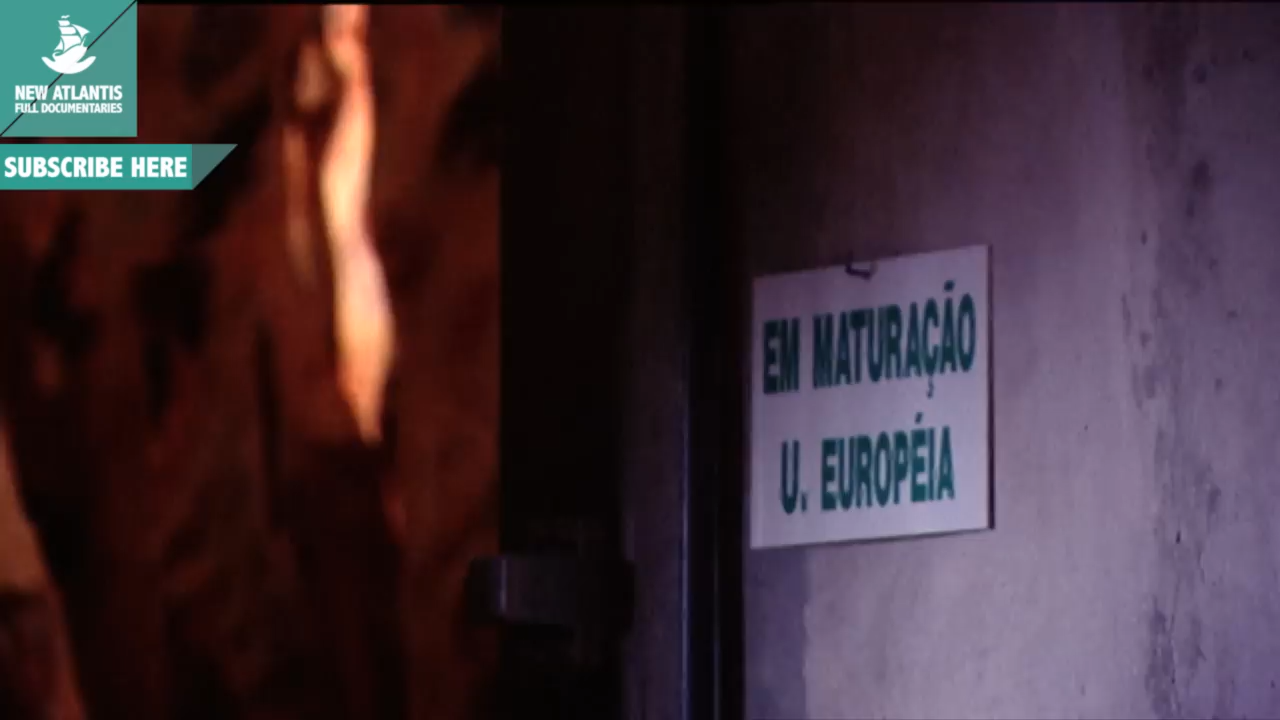 NEW ATLANTIS
FULL DOCUMENTARIES
SUBSCRIBE HERE
EM MATURAÇÃO
U. EUROPÉIA